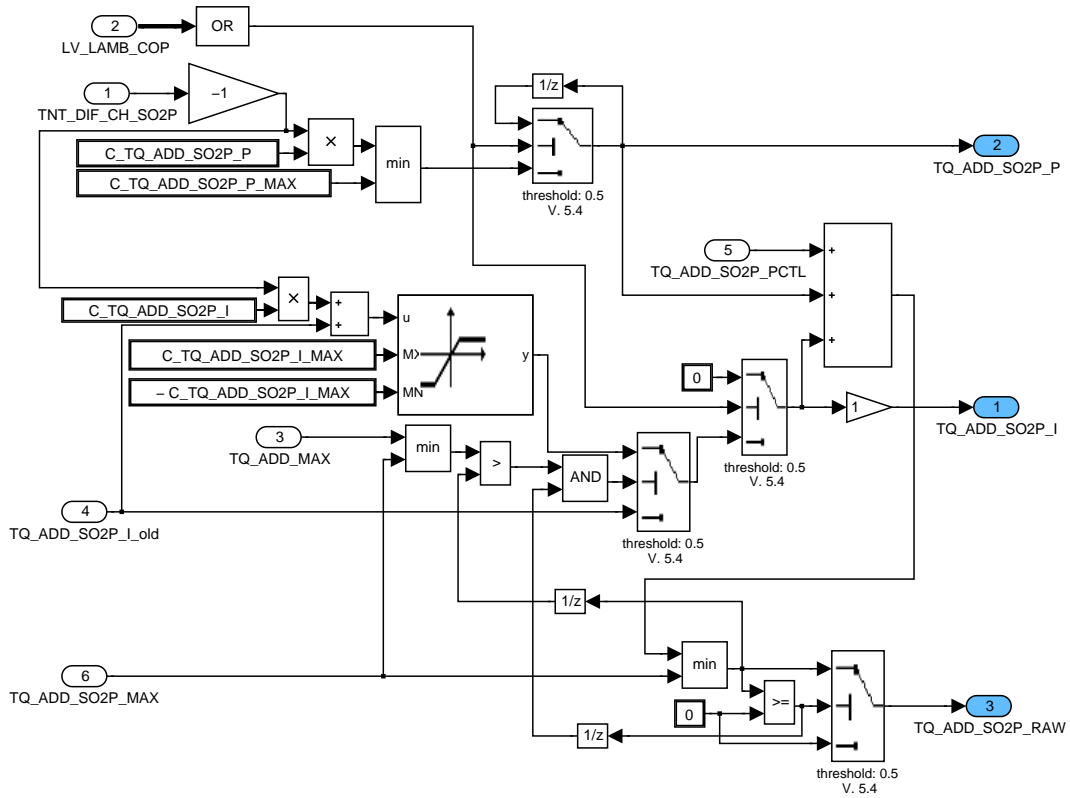 2
OR
LV_LAMB_COP
1
−1
TNT_DIF_CH_SO2P
1/z
C_TQ_ADD_SO2P_P
×
min
C_TQ_ADD_SO2P_P_MAX
threshold: 0.5
V. 5.4
2
TQ_ADD_SO2P_P
5
TQ_ADD_SO2P_PCTL
+
+
+
C_TQ_ADD_SO2P_I
×
+
+
u
C_TQ_ADD_SO2P_I_MAX
MX
y
− C_TQ_ADD_SO2P_I_MAX
MN
0
1
1
TQ_ADD_SO2P_I
threshold: 0.5
V. 5.4
3
TQ_ADD_MAX
min
>
AND
4
TQ_ADD_SO2P_I_old
threshold: 0.5
V. 5.4
1/z
6
TQ_ADD_SO2P_MAX
min
0
>=
1/z
3
TQ_ADD_SO2P_RAW
threshold: 0.5
V. 5.4